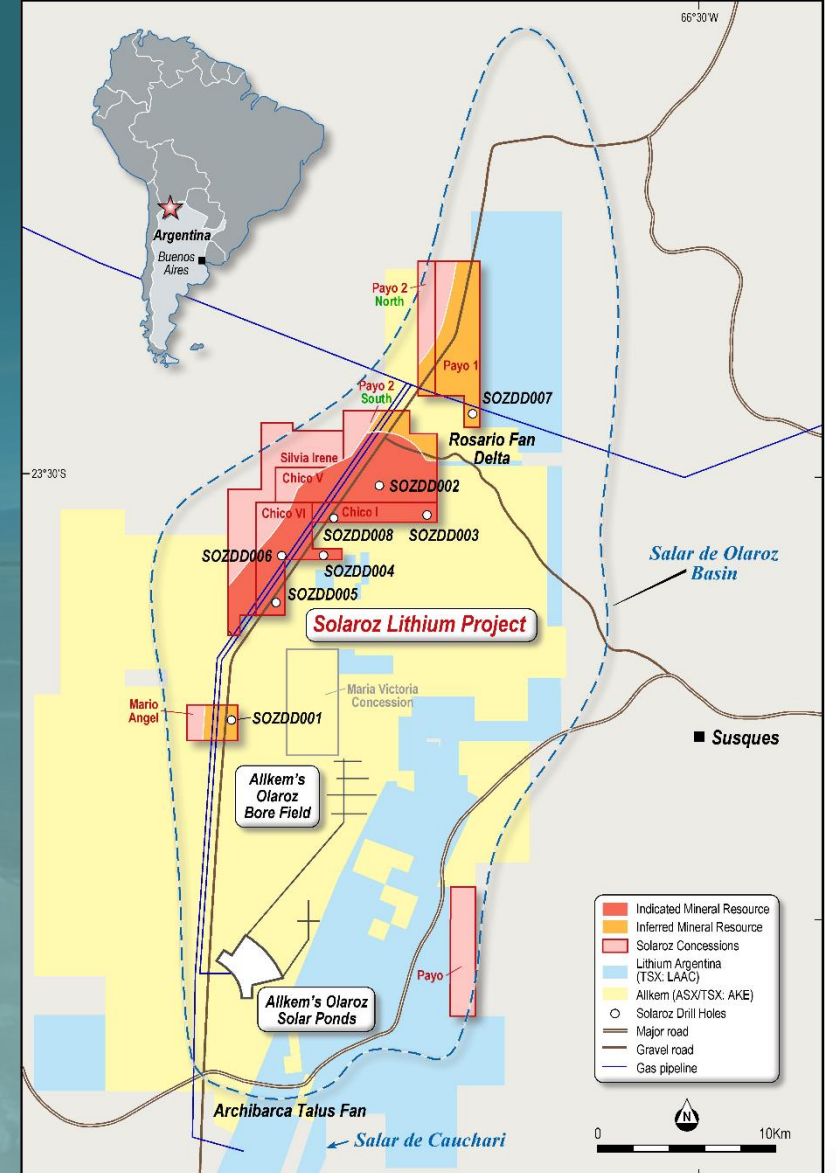 66°30'W
Argentina
Buenos
Aires
Payo 2
North
Payo 1
Payo 2
South
SOZDD007
Rosario Fan
Delta
23°30'S
Silvia Irene
Chico V
SOZDD002
Chico VI
Chico I
SOZDD008
SOZDD003
SOZDD006
SOZDD004
SOZDD005
Salar de Olaroz
Basin
Solaroz Lithium Project
Maria Victoria
Concession
Mario
Angel
SOZDD001
Susques
Allkem's
Olaroz
Bore Field
Payo
Allkem's Olaroz
Solar Ponds
Indicated Mineral Resource
Inferred Mineral Resource
Solaroz Concessions
Lithium Argentina
(TSX: LAAC)
Allkem (ASX/TSX: AKE)
Solaroz Drill Holes
Major road
Gravel road
Gas pipeline
Archibarca Talus Fan
Salar de Cauchari
N
0 10Km